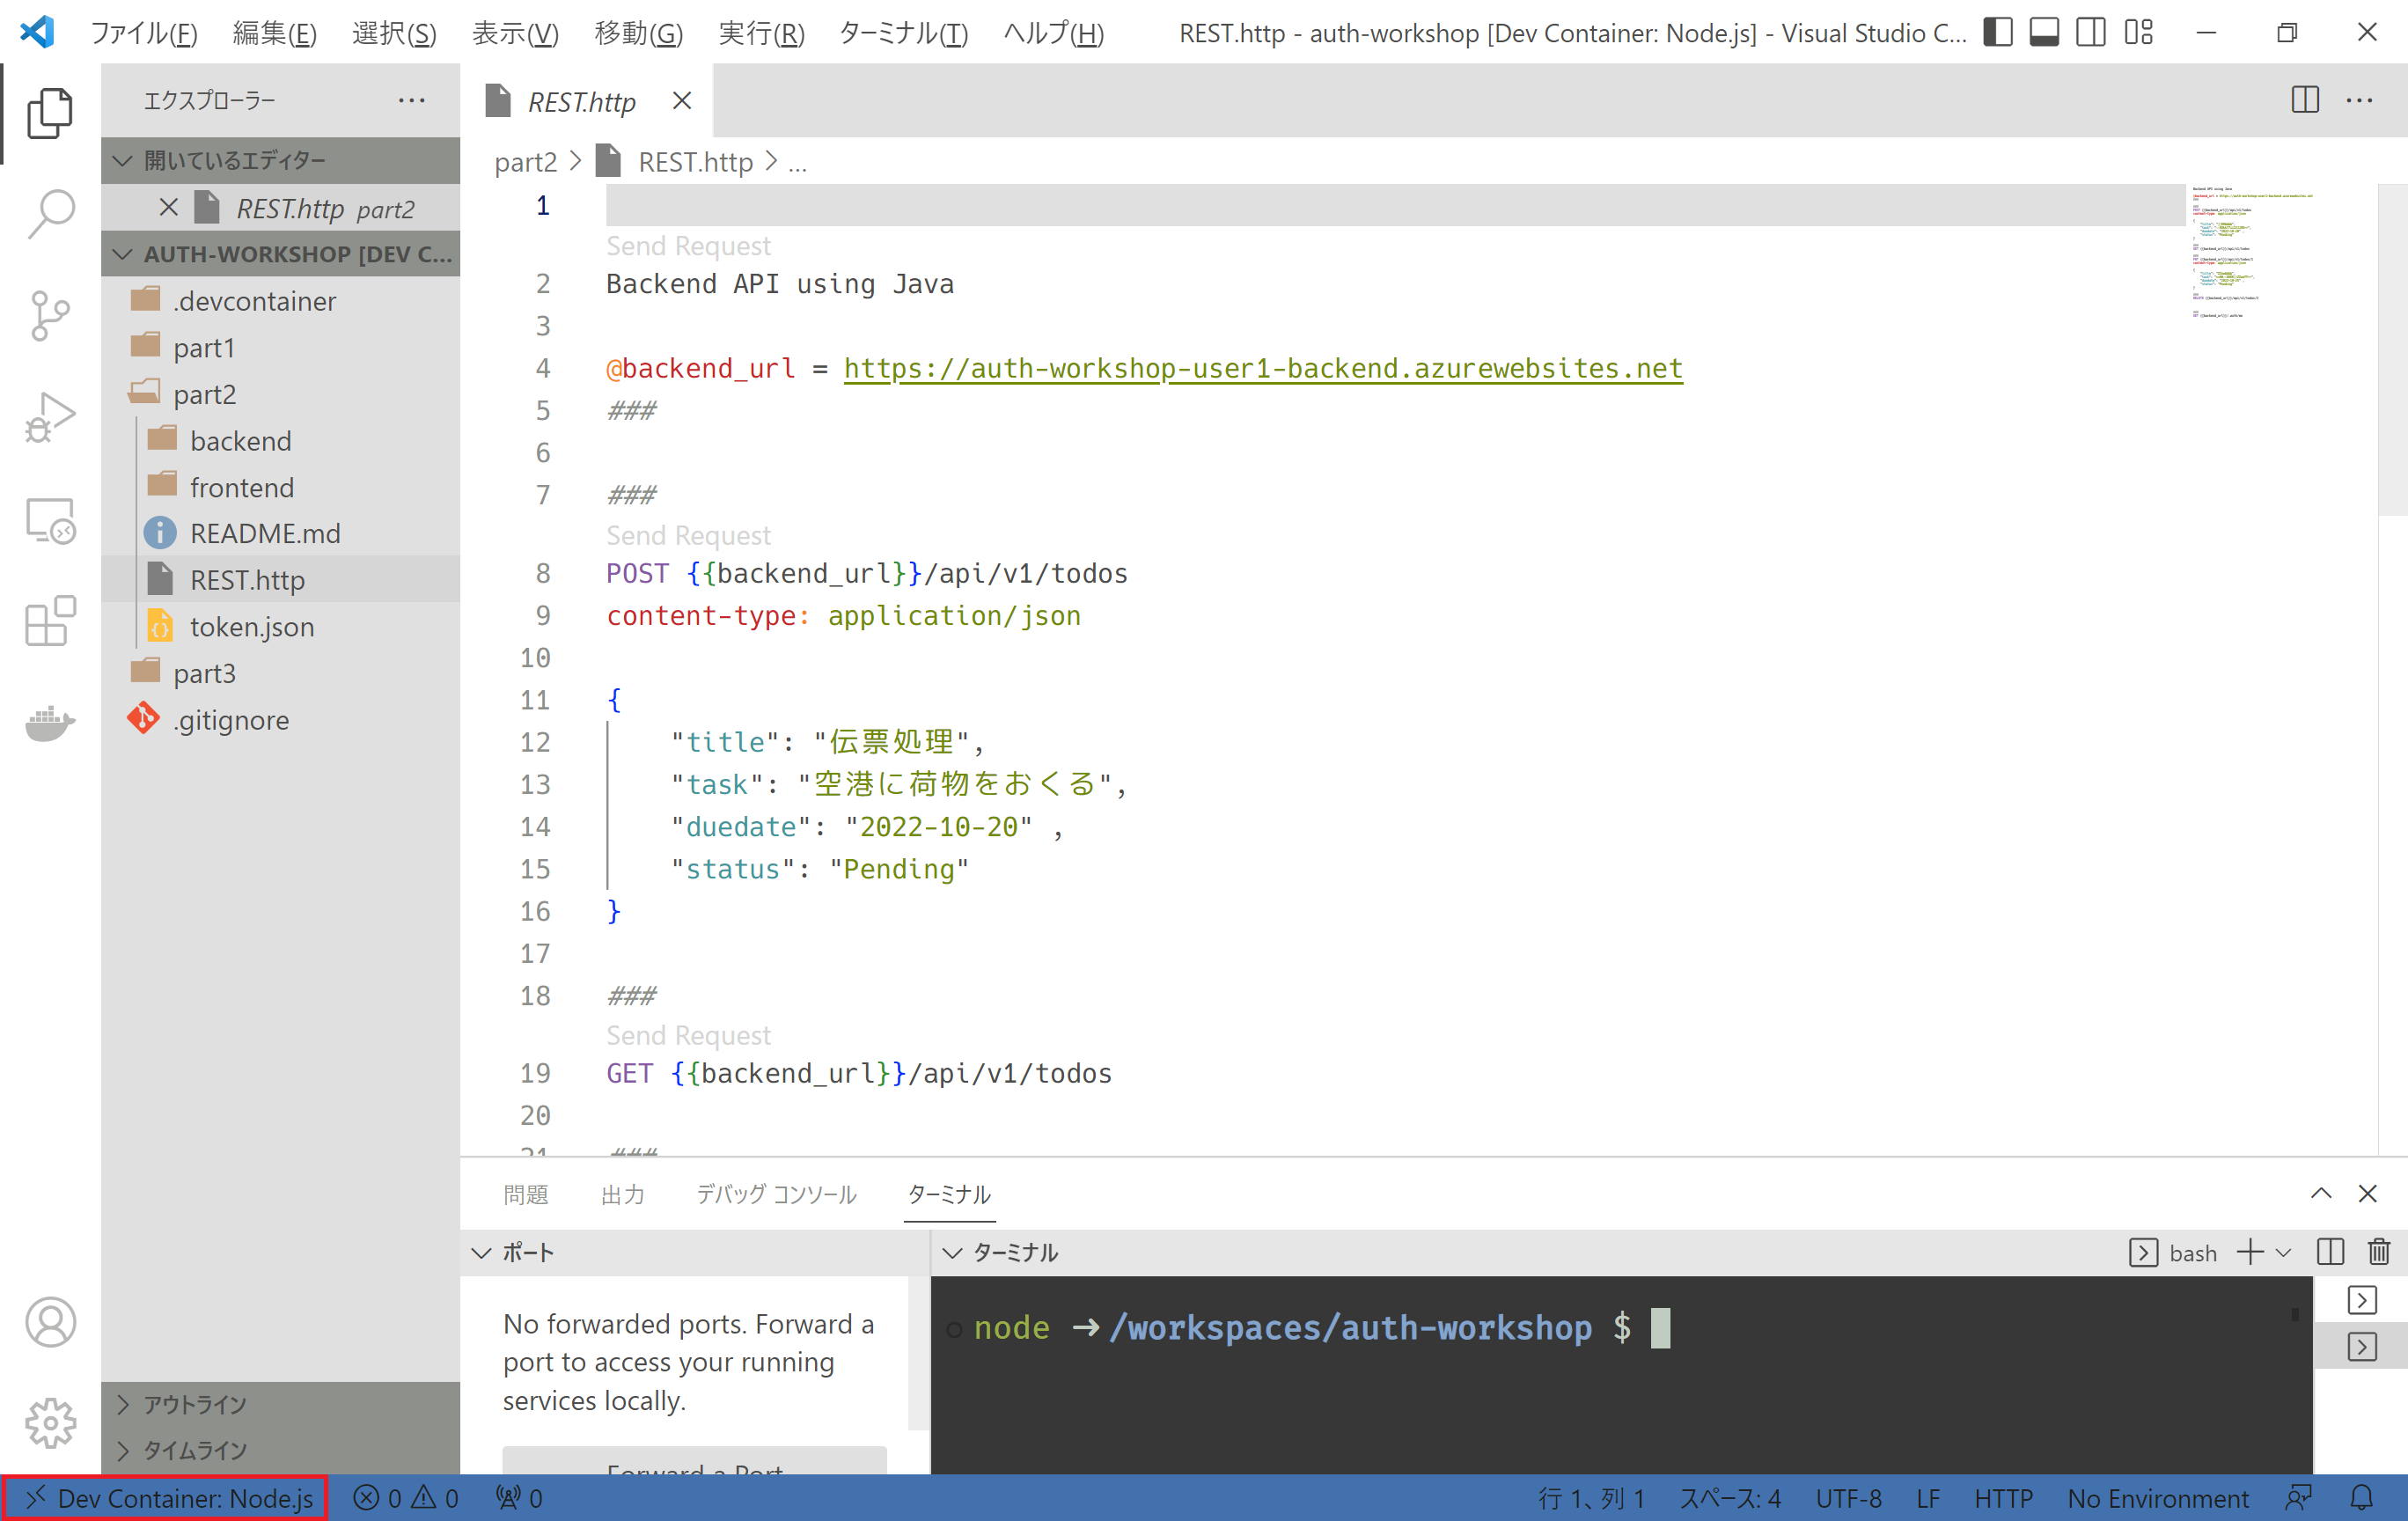 ファイル(F) 編集(E) 選択(S) 表示(V) 移動(G) 実行(R) ターミナル(T) ヘルプ(H) REST.http - auth-workshop [Dev Container: Node.js] - Visual Studio C...
エクスプローラー
開いているエディター
REST.http part2
AUTH-WORKSHOP [DEV C...
.devcontainer
part1
part2
backend
frontend
README.md
REST.http
token.json
part3
.gitignore
アウトライン
タイムライン
REST.http
part2 > REST.http > ...
1
Send Request
2 Backend API using Java
3
4 @backend_url = https://auth-workshop-user1-backend.azurewebsites.net
5 ###
6
7 ###
Send Request
8 POST {{backend_url}}/api/v1/todos
9 content-type: application/json
10
11 {
12 "title": "伝票処理",
13 "task": "空港に荷物をおくる",
14 "duedate": "2022-10-20" ,
15 "status": "Pending"
16 }
17
18 ###
Send Request
19 GET {{backend_url}}/api/v1/todos
20
21 ###
問題 出力 デバッグ コンソール ターミナル
ポート
No forwarded ports. Forward a
port to access your running
services locally.
Forward a Port
ターミナル
bash
node ➜ /workspaces/auth-workshop $
Dev Container: Node.js 0 0 0 行 1、列 1 スペース: 4 UTF-8 LF HTTP No Environment